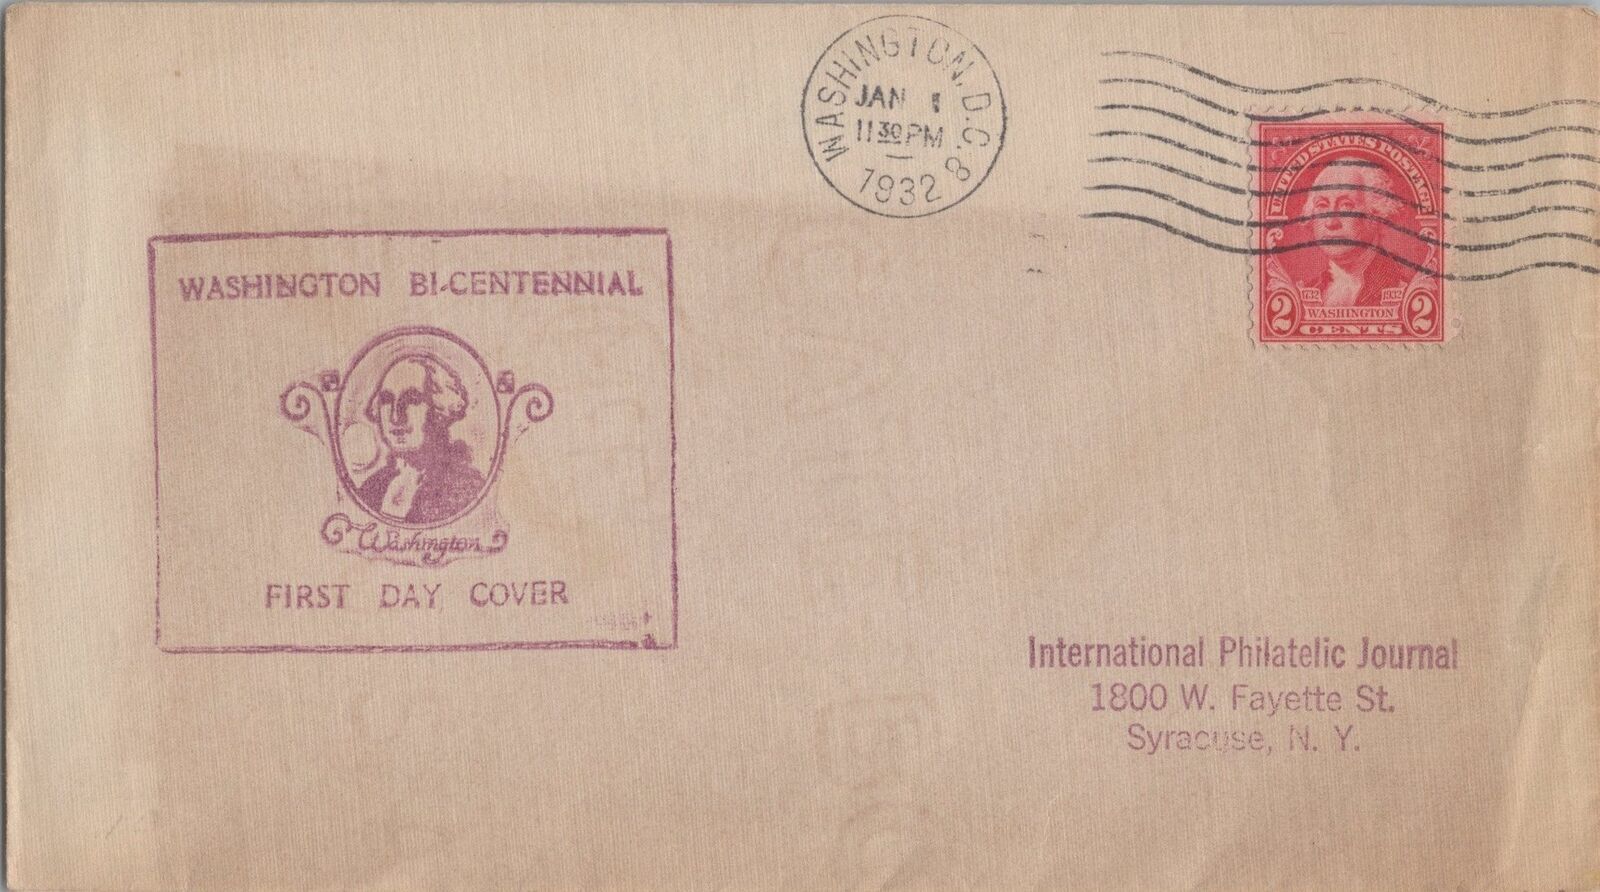 WASHINGTON, D.C. 8
JAN 1
11 30 PM
1932
UNITED STATES POSTAGE
1732 1932
WASHINGTON
2 CENTS 2
WASHINGTON BI-CENTENNIAL
Washington
FIRST DAY COVER
International Philatelic Journal
1800 W. Fayette St.
Syracuse, N. Y.